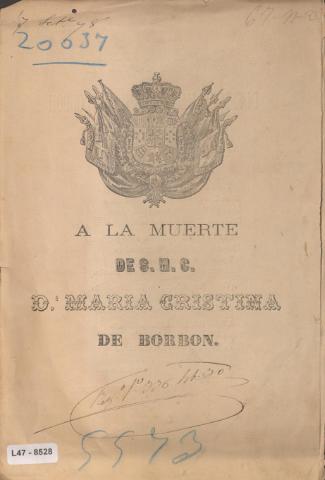 20637
A LA MUERTE
DE S. M. C.
D.ª MARIA CRISTINA
DE BORBON.
L47 - 8528
5573